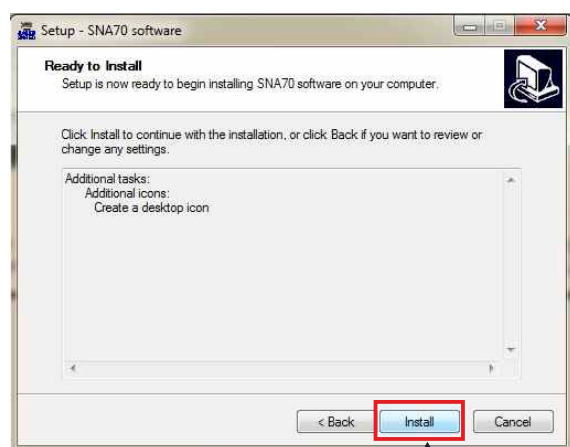 Setup - SNA70 software
Ready to Install
Setup is now ready to begin installing SNA70 software on your computer.
Click Install to continue with the installation, or click Back if you want to review or
change any settings.
Additional tasks:
Additional icons:
Create a desktop icon
< Back
Install
Cancel